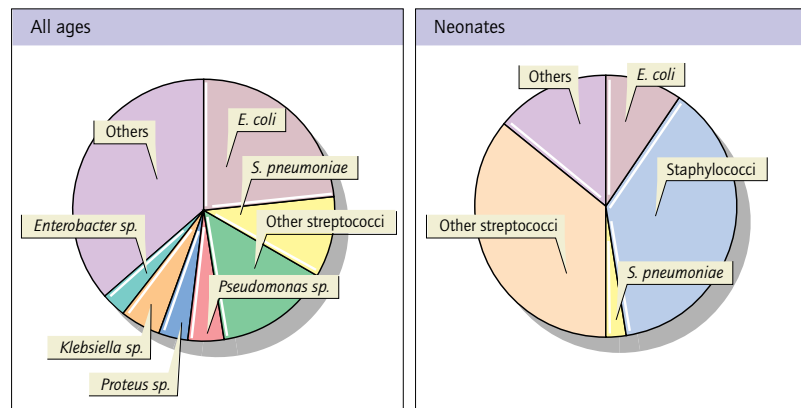 All ages
Others
E. coli
S. pneumoniae
Other streptococci
Enterobacter sp.
Pseudomonas sp.
Klebsiella sp.
Proteus sp.
Neonates
Others
E. coli
Staphylococci
Other streptococci
S. pneumoniae